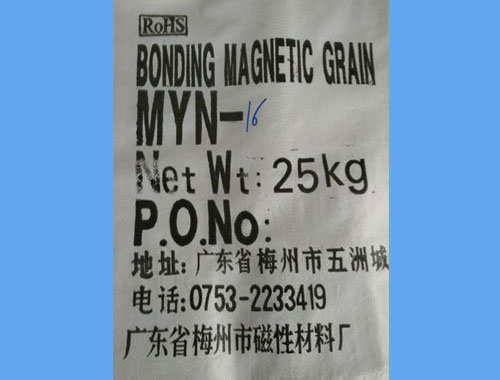 RoHS
BONDING MAGNETIC GRAIN
MYN-16
Net Wt: 25kg
P.O.No:
地址: 广东省梅州市五洲城
电话: 0753-2233419
广东省梅州市磁性材料厂